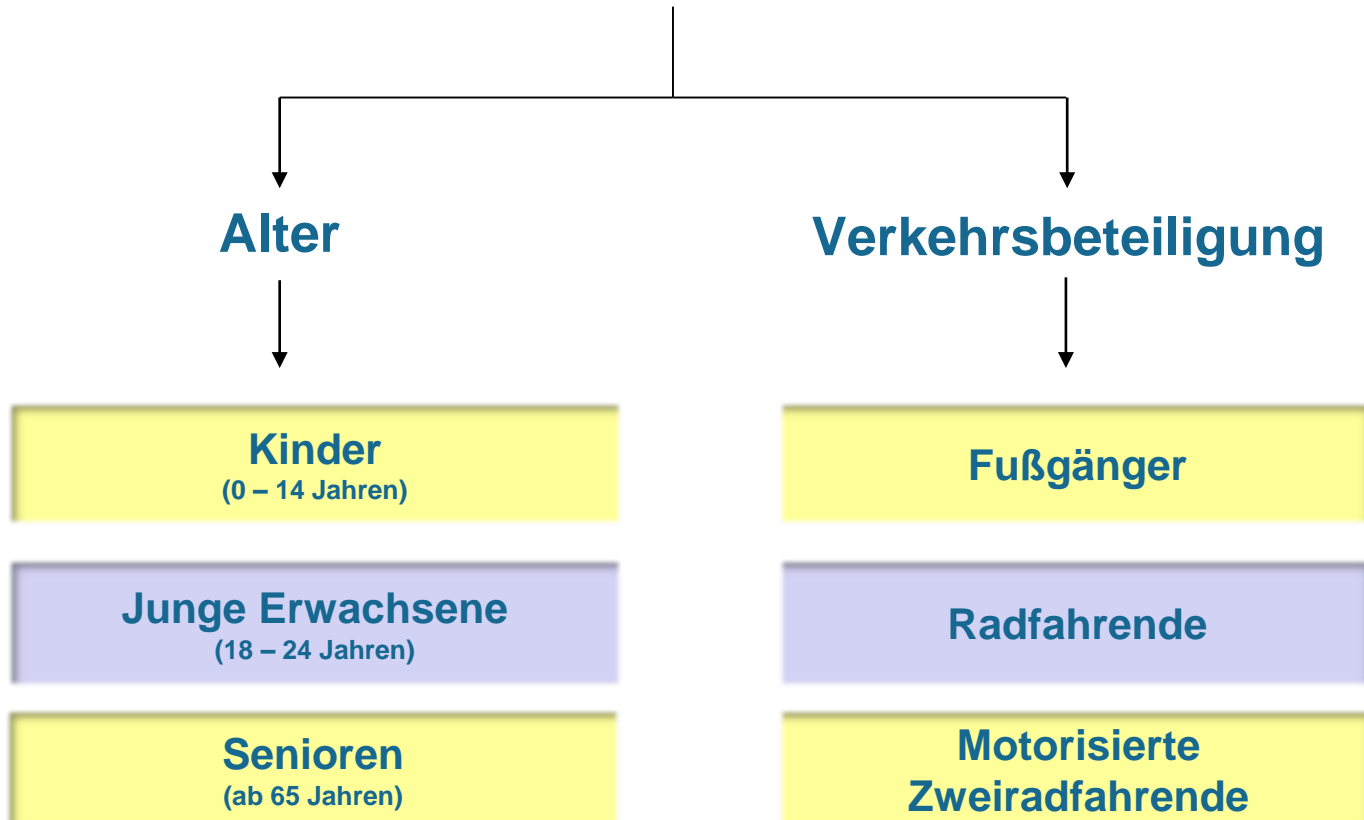 Alter
Verkehrsbeteiligung
Kinder
(0 – 14 Jahren)
Fußgänger
Junge Erwachsene
(18 – 24 Jahren)
Radfahrende
Senioren
(ab 65 Jahren)
Motorisierte
Zweiradfahrende